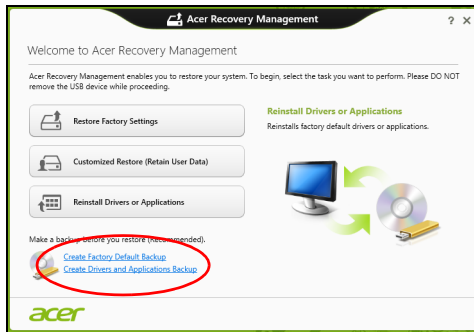 Acer Recovery Management
? X
Welcome to Acer Recovery Management
Acer Recovery Management enables you to restore your system. To begin, select the task you want to perform. Please DO NOT
remove the USB device while proceeding.
Restore Factory Settings
Customized Restore (Retain User Data)
Reinstall Drivers or Applications
Reinstall Drivers or Applications
Reinstalls factory default drivers or applications.
Make a backup before you restore (Recommended).
Create Factory Default Backup
Create Drivers and Applications Backup
acer